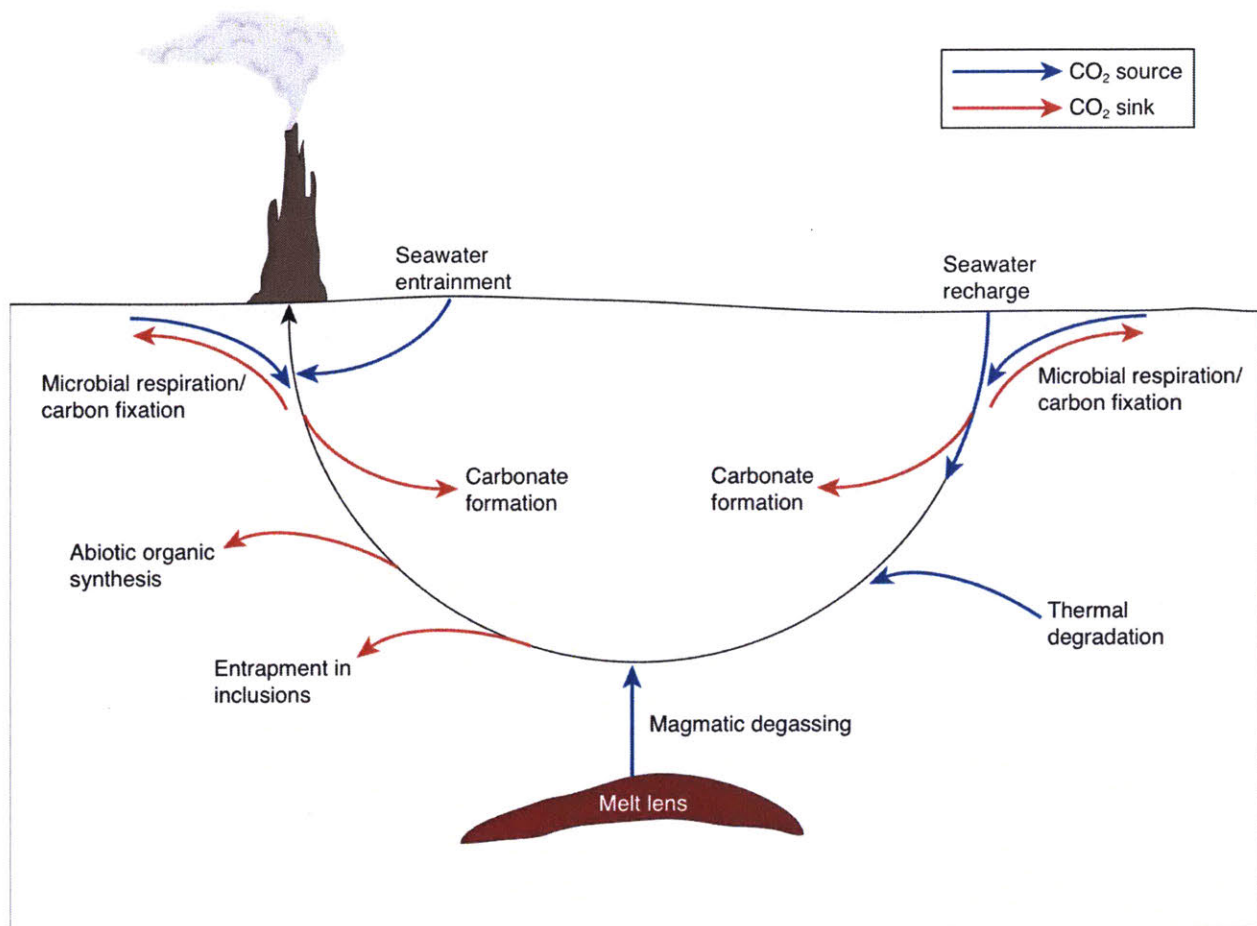 CO₂ source
CO₂ sink
Seawater
entrainment
Seawater
recharge
Microbial respiration/
carbon fixation
Microbial respiration/
carbon fixation
Carbonate
formation
Carbonate
formation
Abiotic organic
synthesis
Thermal
degradation
Entrapment in
inclusions
Magmatic degassing
Melt lens